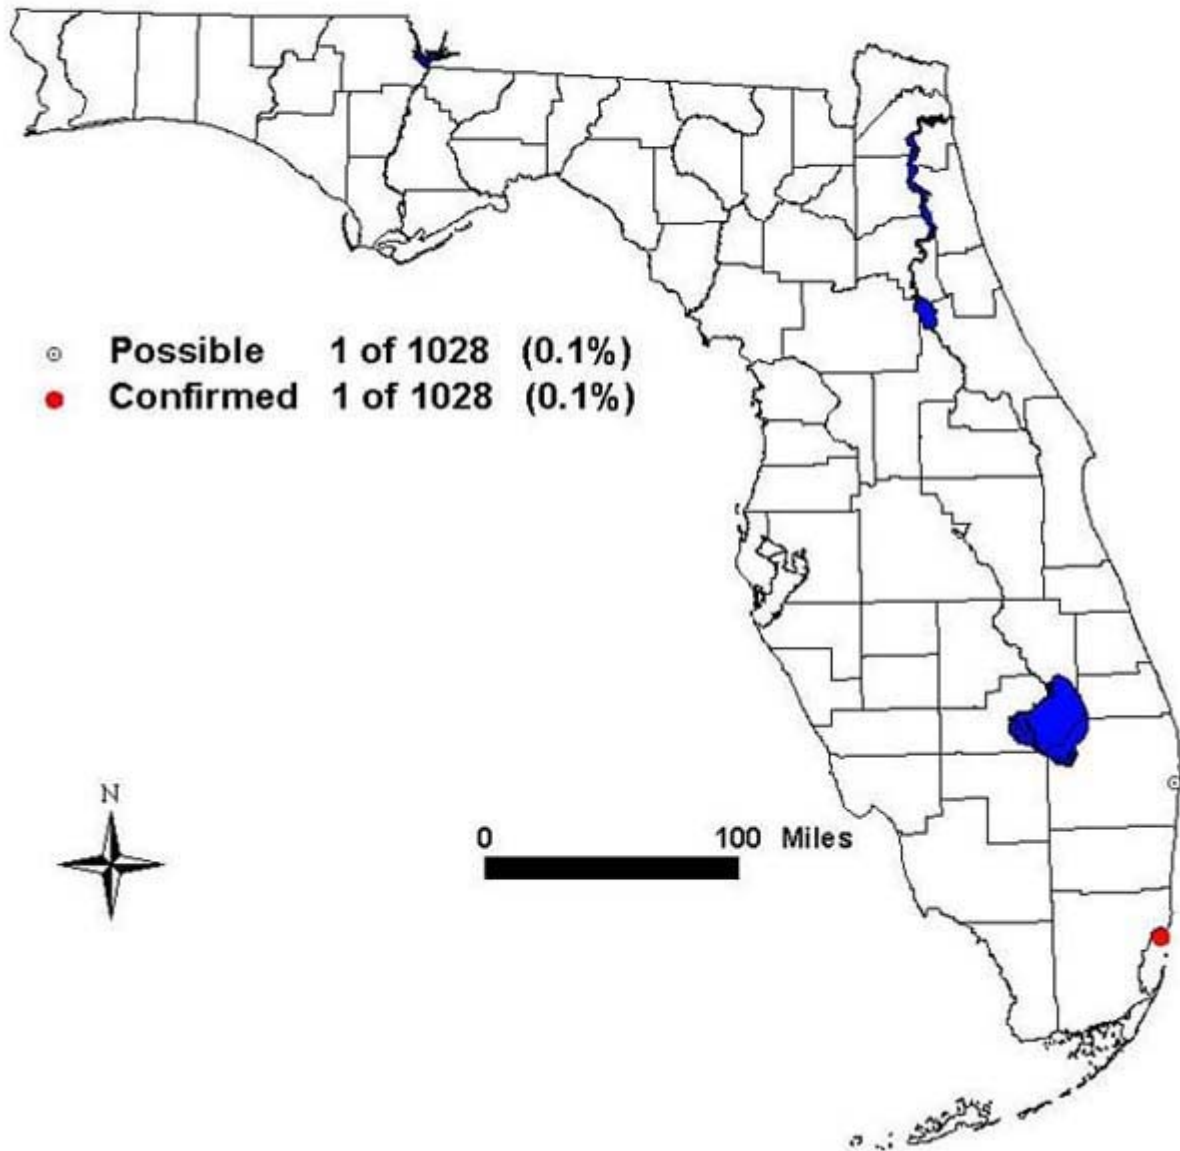 Possible 1 of 1028 (0.1%)
Confirmed 1 of 1028 (0.1%)
N
0 100 Miles